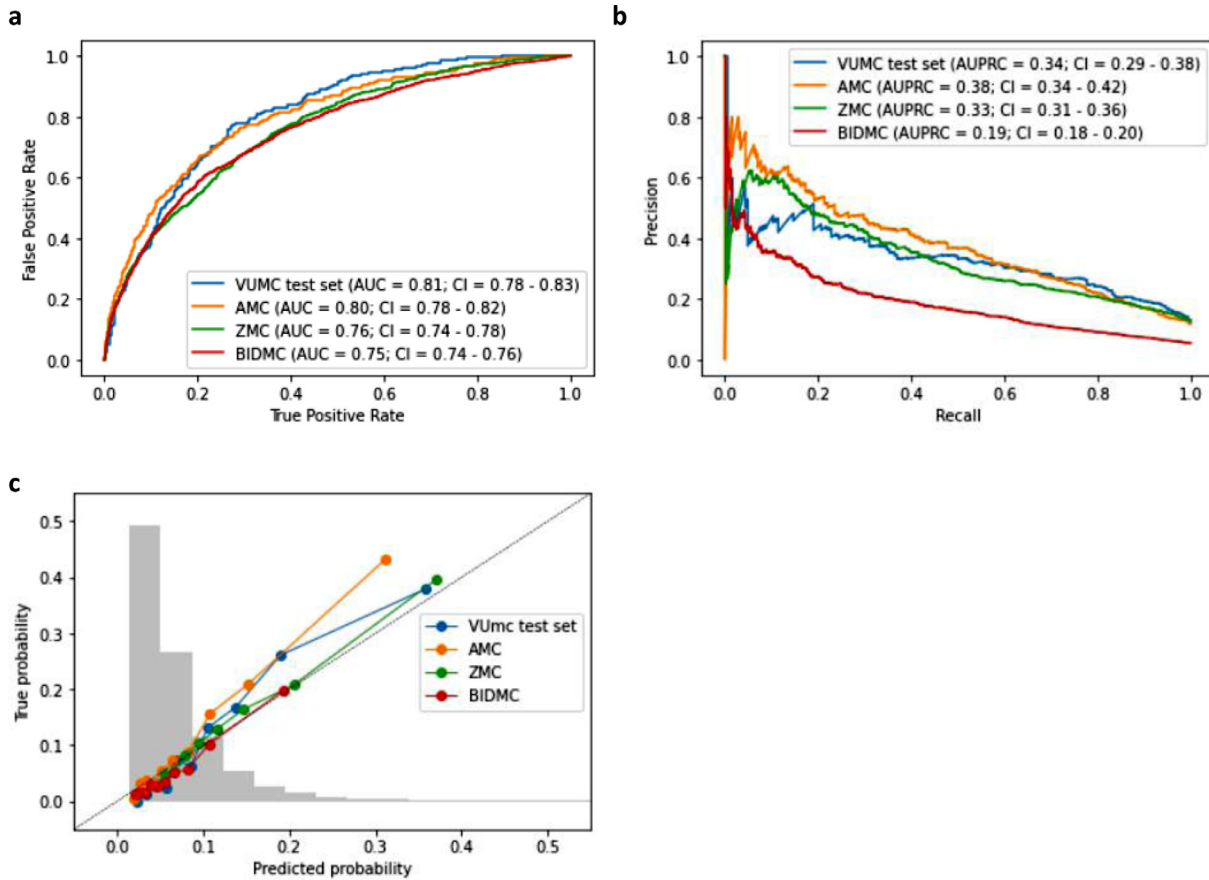 a
1.0
0.8
0.6
0.4
0.2
0.0
False Positive Rate
VUMC test set (AUC = 0.81; CI = 0.78 - 0.83)
AMC (AUC = 0.80; CI = 0.78 - 0.82)
ZMC (AUC = 0.76; CI = 0.74 - 0.78)
BIDMC (AUC = 0.75; CI = 0.74 - 0.76)
0.0 0.2 0.4 0.6 0.8 1.0
True Positive Rate
b
1.0
0.8
0.6
0.4
0.2
0.0
Precision
VUMC test set (AUPRC = 0.34; CI = 0.29 - 0.38)
AMC (AUPRC = 0.38; CI = 0.34 - 0.42)
ZMC (AUPRC = 0.33; CI = 0.31 - 0.36)
BIDMC (AUPRC = 0.19; CI = 0.18 - 0.20)
0.0 0.2 0.4 0.6 0.8 1.0
Recall
c
0.5
0.4
0.3
0.2
0.1
0.0
True probability
VUmc test set
AMC
ZMC
BIDMC
0.0 0.1 0.2 0.3 0.4 0.5
Predicted probability